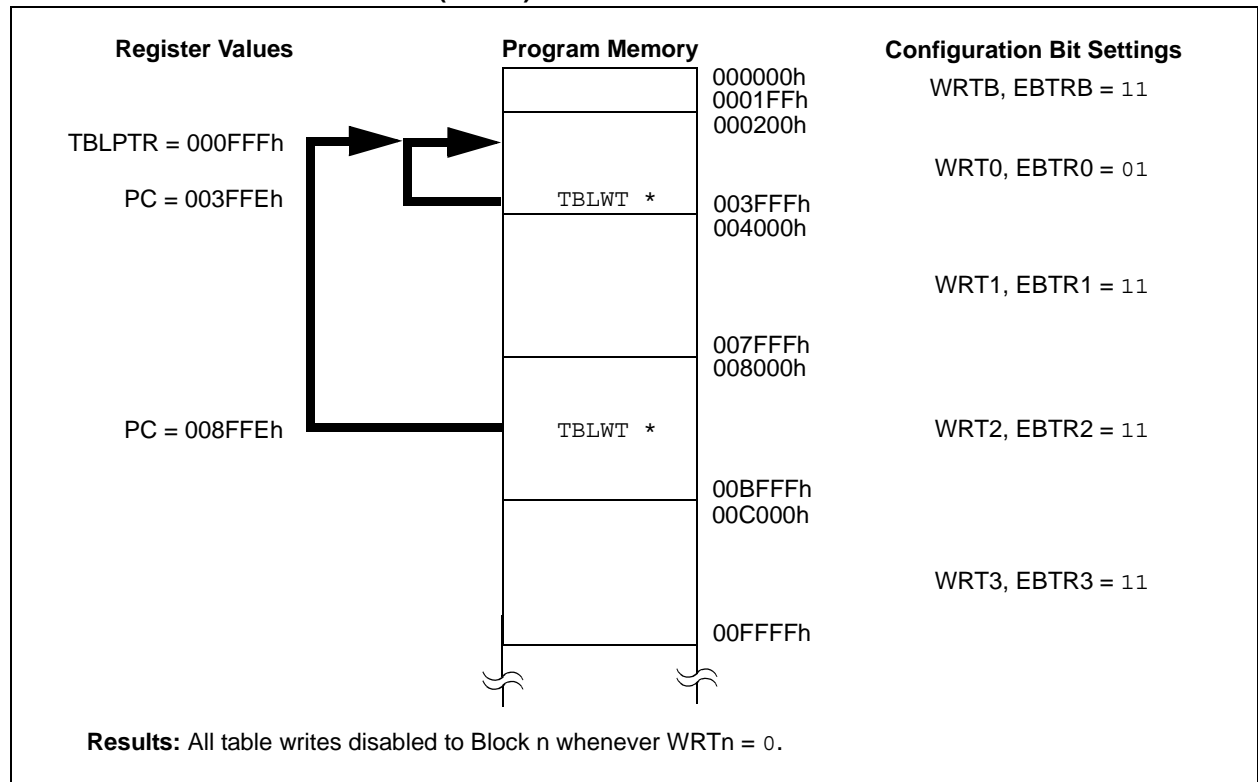 Register Values
Program Memory
Configuration Bit Settings
000000h
WRTB, EBTRB = 11
0001FFh
000200h
TBLPTR = 000FFFh
WRT0, EBTR0 = 01
PC = 003FFEh
TBLWT *
003FFFh
004000h
WRT1, EBTR1 = 11
007FFFh
008000h
PC = 008FFEh
TBLWT *
WRT2, EBTR2 = 11
00BFFFh
00C000h
WRT3, EBTR3 = 11
00FFFFh
Results: All table writes disabled to Block n whenever WRTn = 0.